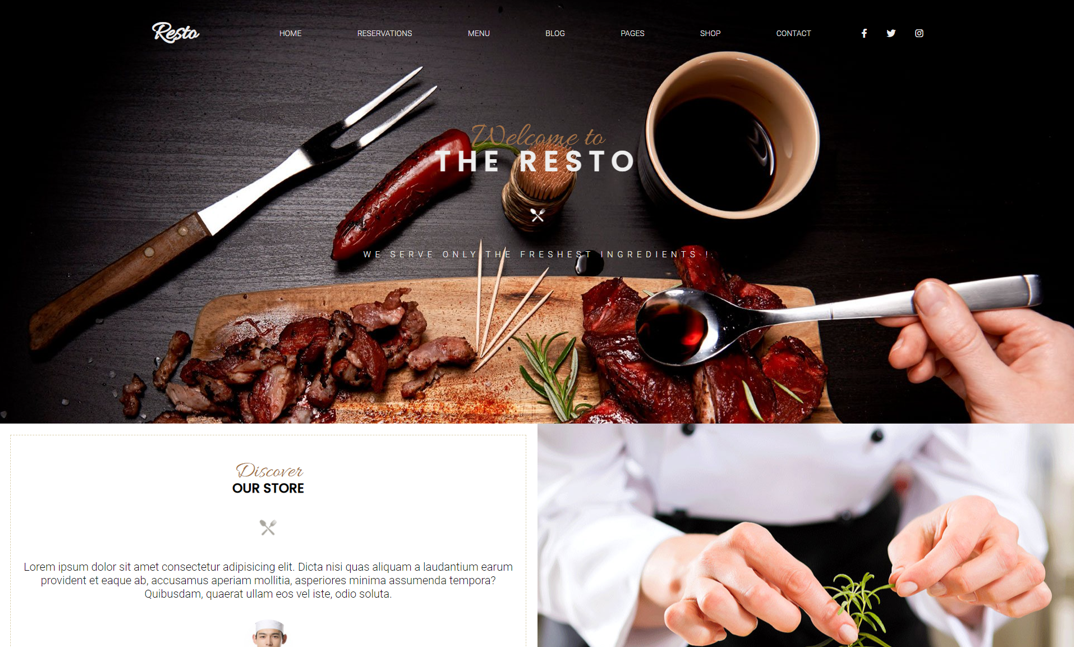 Resto
HOME
RESERVATIONS
MENU
BLOG
PAGES
SHOP
CONTACT
Welcome to
THE RESTO
WE SERVE ONLY THE FRESHEST INGREDIENTS !
Discover
OUR STORE
Lorem ipsum dolor sit amet consectetur adipisicing elit. Dicta nisi quas aliquam a laudantium earum
provident et eaque ab, accusamus aperiam mollitia, asperiores minima assumenda tempora?
Quibusdam, quaerat ullam eos vel iste, odio soluta.